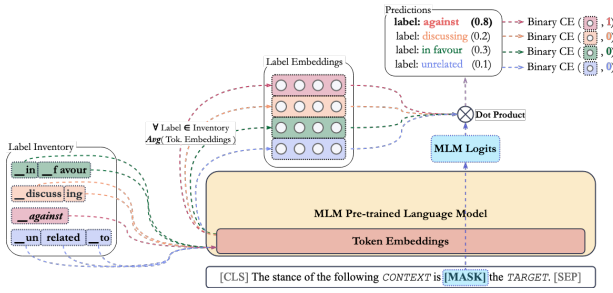 Predictions
label: against (0.8)
label: discussing (0.2)
label: in favour (0.3)
label: unrelated (0.1)
Binary CE ( , 1)
Binary CE ( , 0)
Binary CE ( , 0)
Binary CE ( , 0)
Label Embeddings
Dot Product
∀ Label ∈ Inventory
Avg( Tok. Embeddings)
MLM Logits
Label Inventory
__in __f avour
__discuss ing
__against
__un related __to
MLM Pre-trained Language Model
Token Embeddings
[CLS] The stance of the following CONTEXT is [MASK] the TARGET. [SEP]